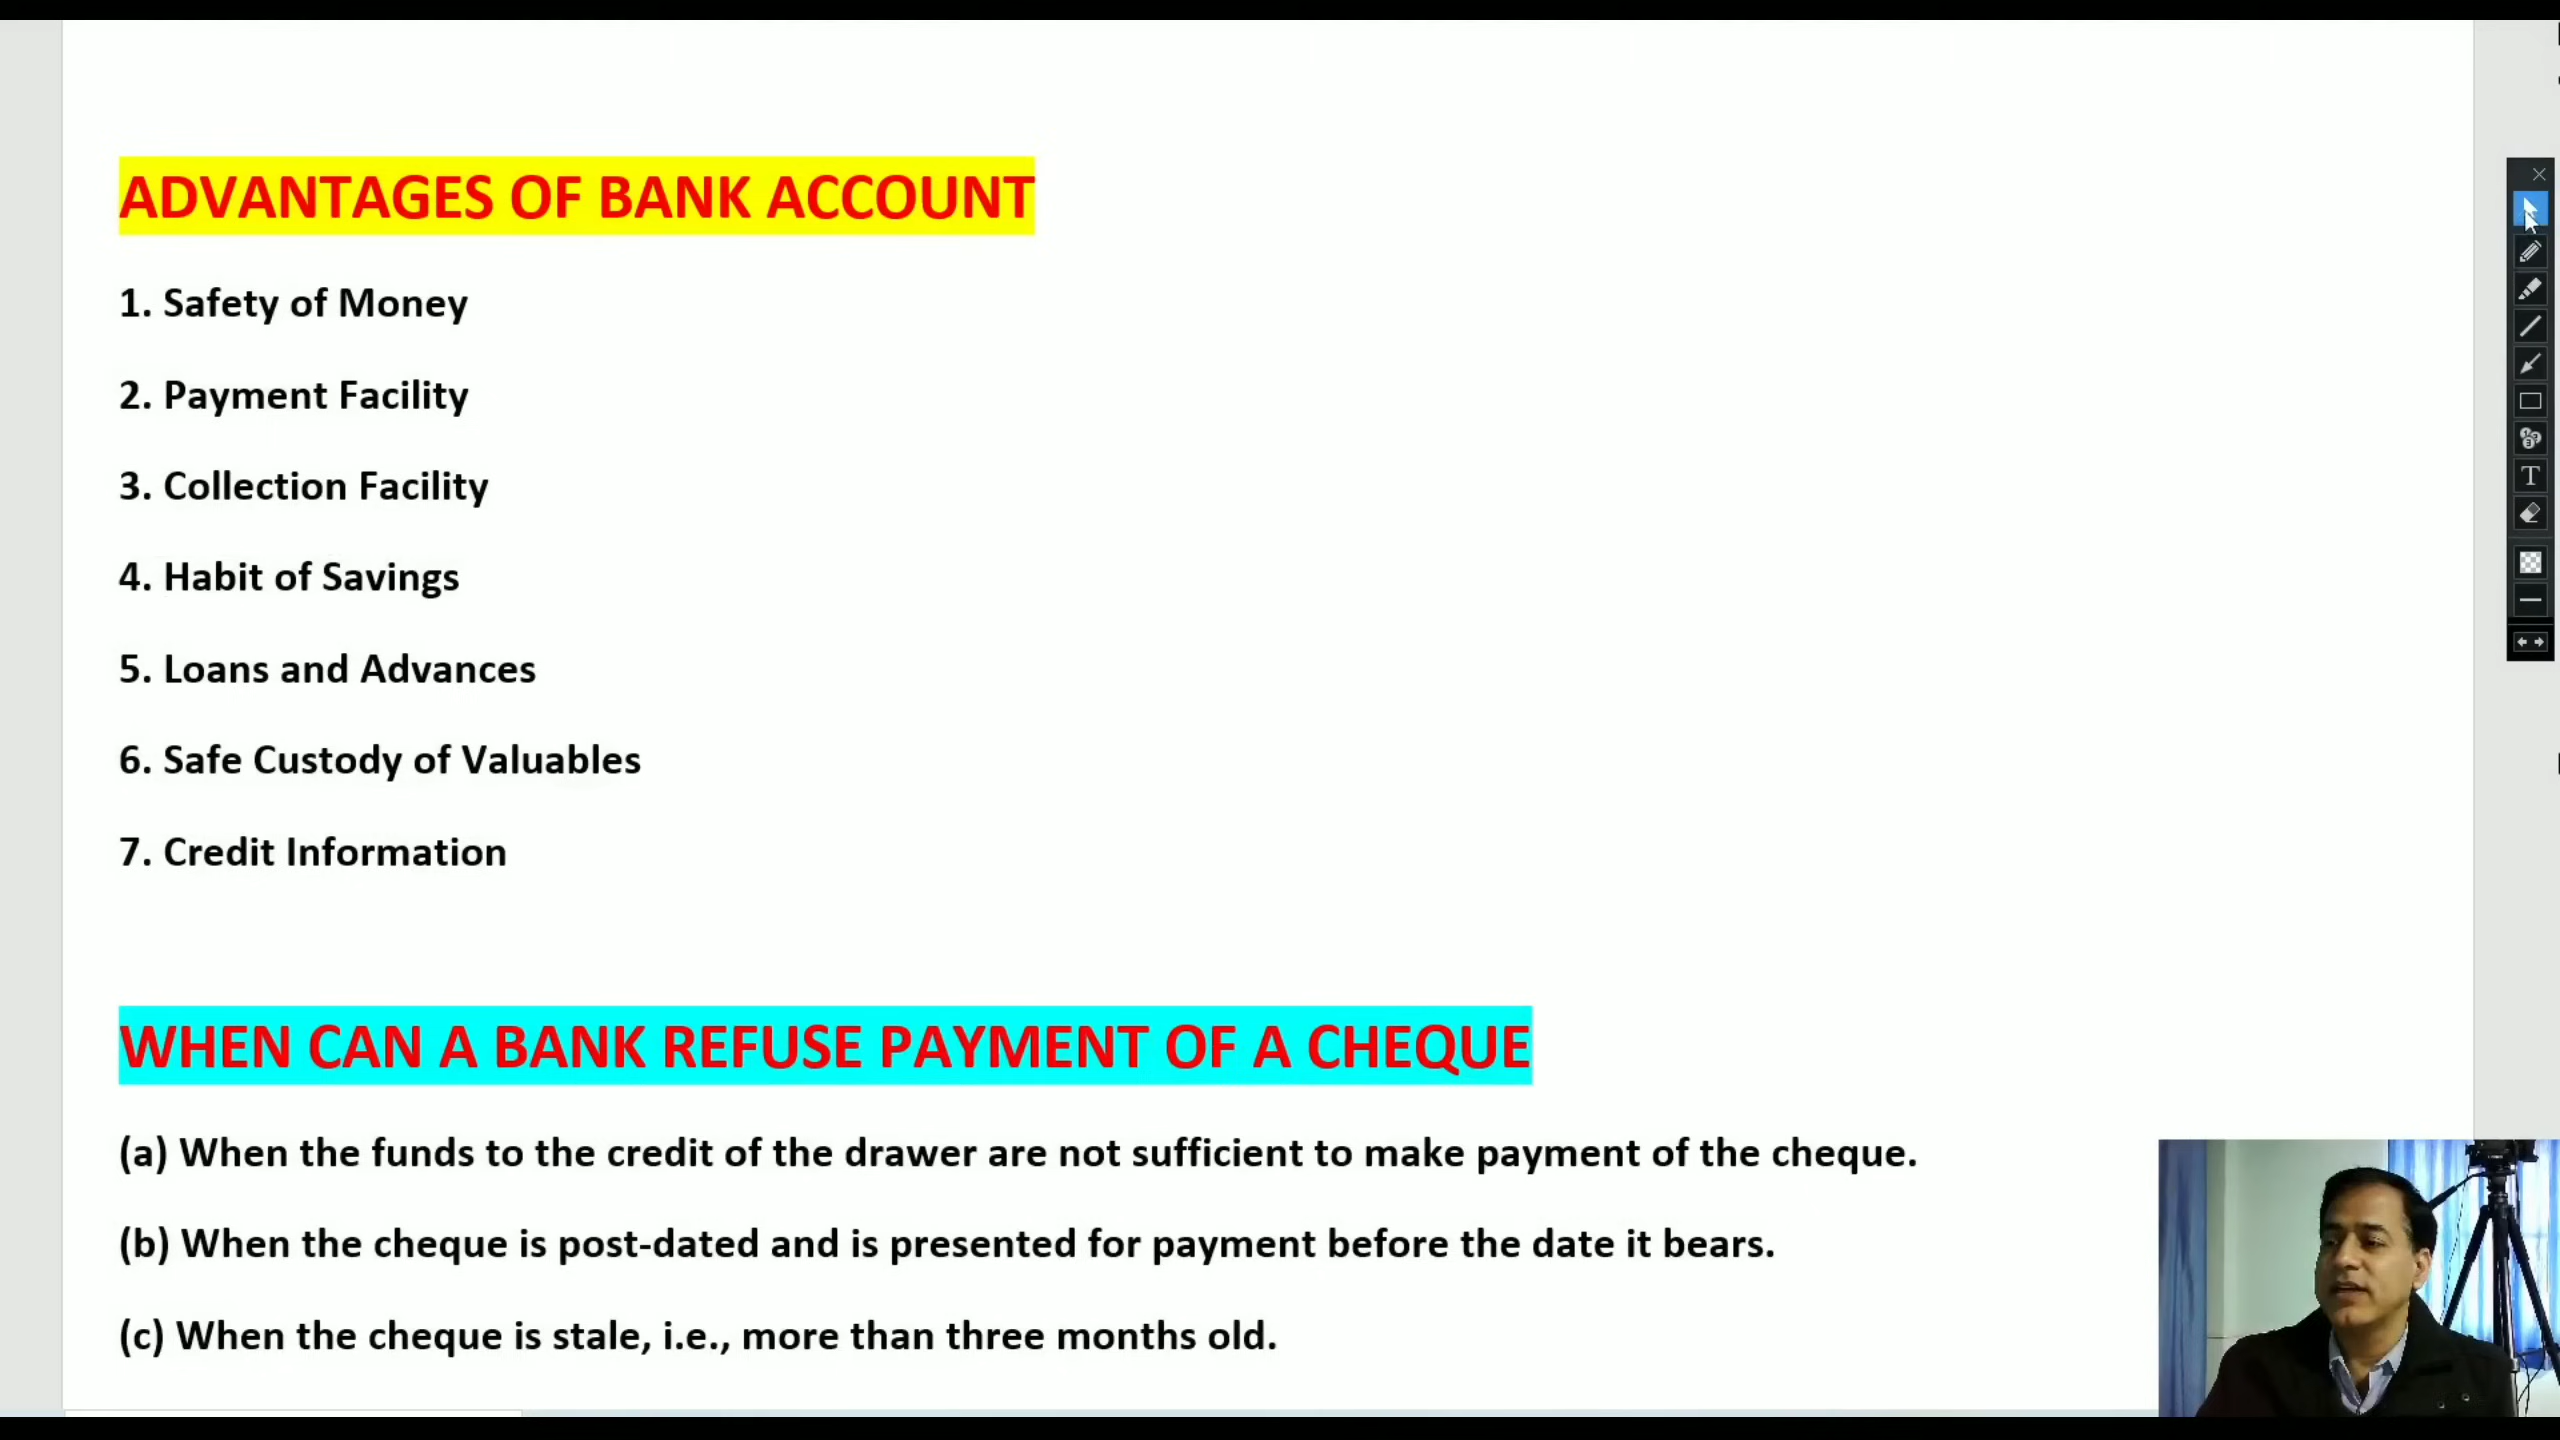 ADVANTAGES OF BANK ACCOUNT
1. Safety of Money
2. Payment Facility
3. Collection Facility
4. Habit of Savings
5. Loans and Advances
6. Safe Custody of Valuables
7. Credit Information
WHEN CAN A BANK REFUSE PAYMENT OF A CHEQUE
(a) When the funds to the credit of the drawer are not sufficient to make payment of the cheque.
(b) When the cheque is post-dated and is presented for payment before the date it bears.
(c) When the cheque is stale, i.e., more than three months old.